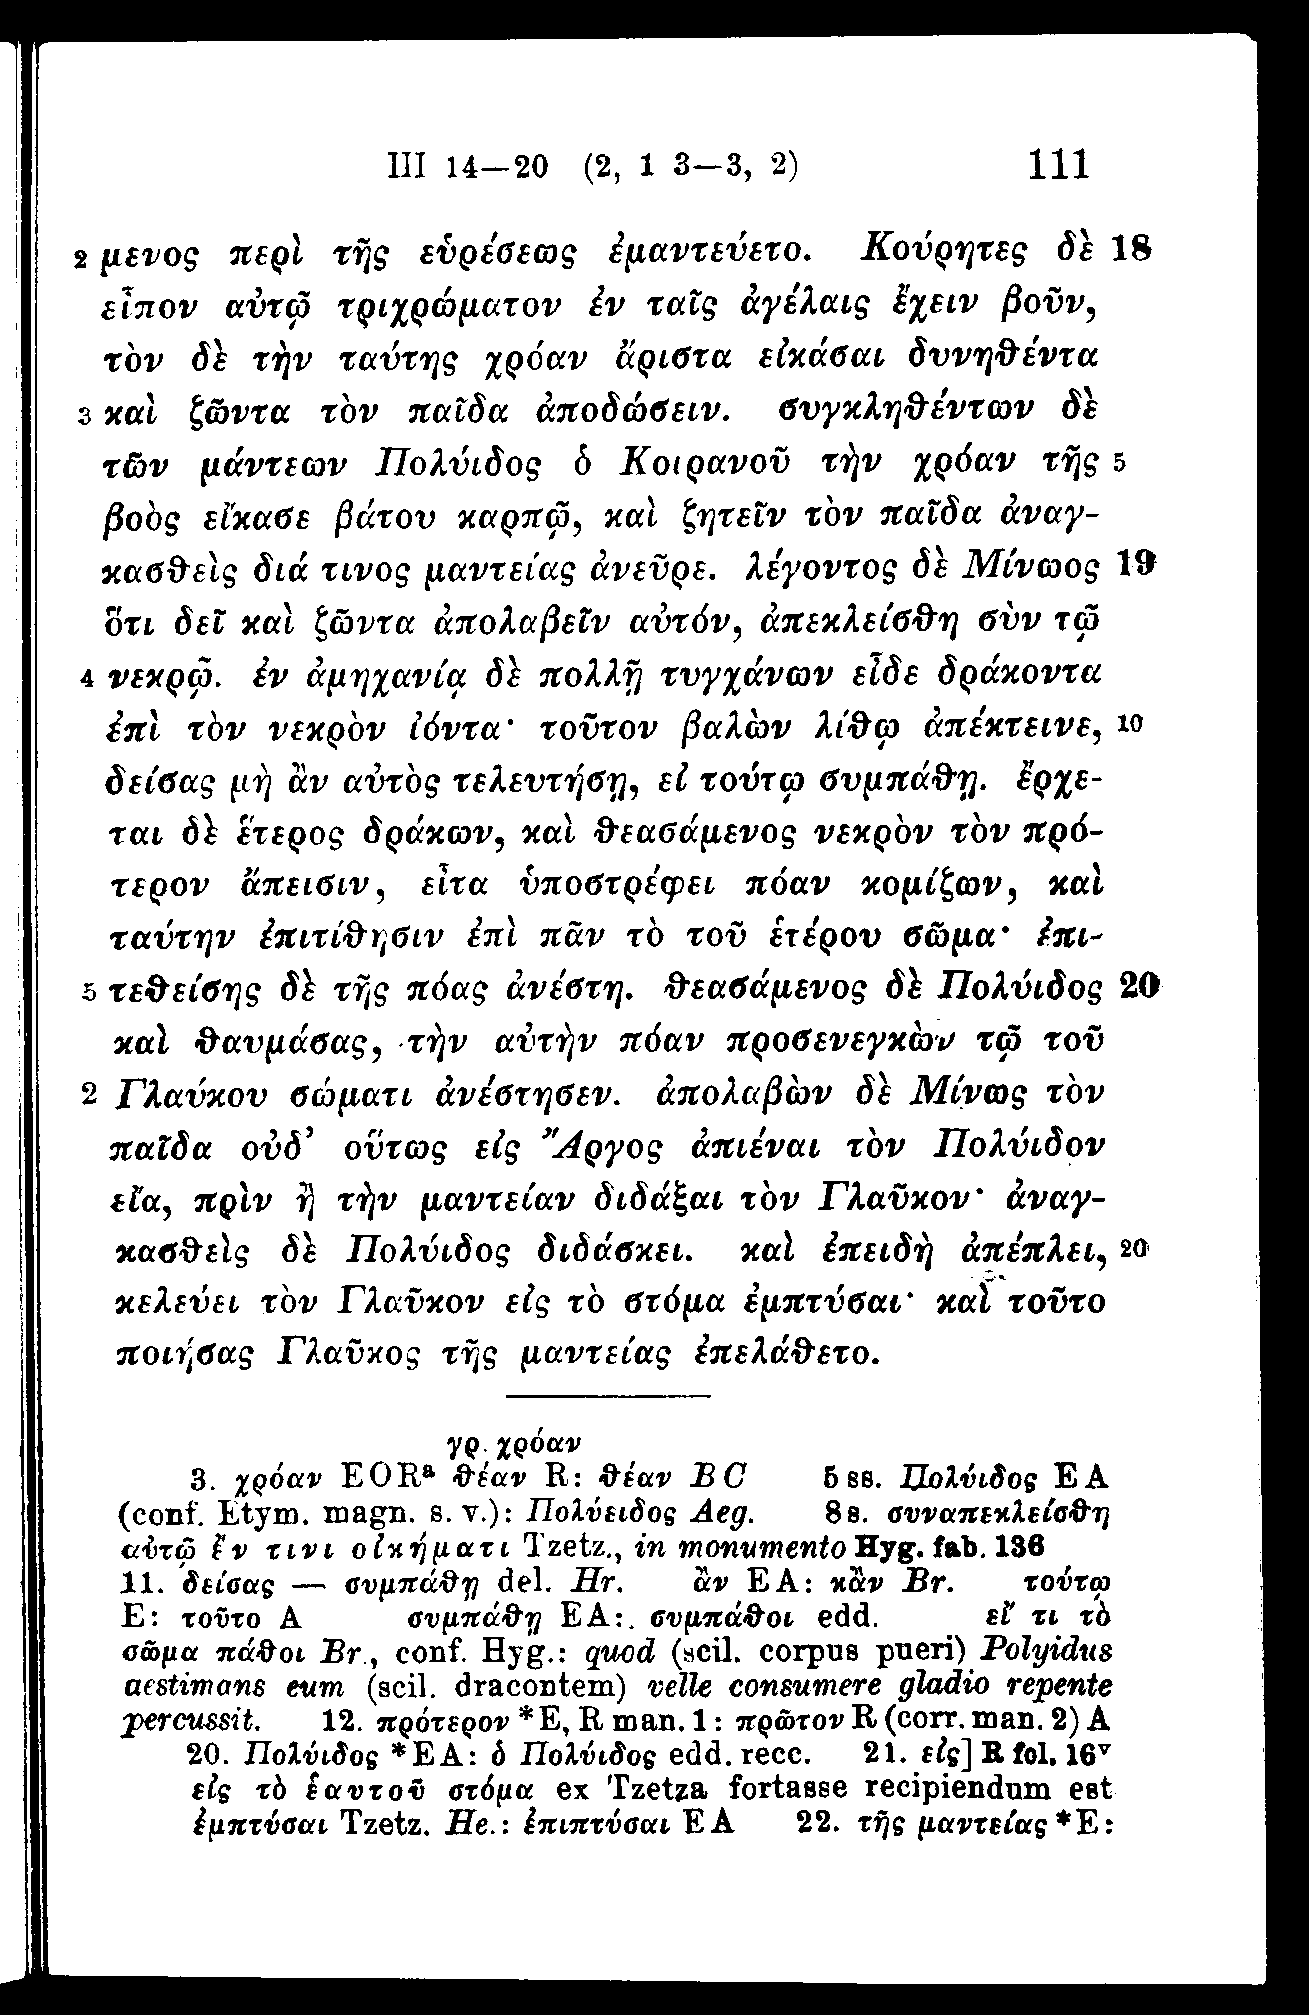 III 14—20 (2, 1 3—3, 2) 111
2 μενος περὶ τῆς εὑρέσεως ἐμαντεύετο. Κούρητες δὲ 18
εἶπον αὐτῷ τριχρώματον ἐν ταῖς ἀγέλαις ἔχειν βοῦν,
τὸν δὲ τὴν ταύτης χρόαν ἄριστα εἰκάσαι δυνηθέντα
3 καὶ ζῶντα τὸν παῖδα ἀποδώσειν. συγκληθέντων δὲ
τῶν μάντεων Πολύιδος ὁ Κοιρανοῦ τὴν χρόαν τῆς 5
βοὸς εἴκασε βάτου καρπῷ, καὶ ζητεῖν τὸν παῖδα ἀναγ-
κασθεὶς διά τινος μαντείας ἀνεῦρε. λέγοντος δὲ Μίνωος 19
ὅτι δεῖ καὶ ζῶντα ἀπολαβεῖν αὐτόν, ἀπεκλείσθη σὺν τῷ
4 νεκρῷ. ἐν ἀμηχανίᾳ δὲ πολλῇ τυγχάνων εἶδε δράκοντα
ἐπὶ τὸν νεκρὸν ἰόντα· τοῦτον βαλὼν λίθῳ ἀπέκτεινε, 10
δείσας μὴ ἂν αὐτὸς τελευτήσῃ, εἰ τούτῳ συμπάθῃ. ἔρχε-
ται δὲ ἕτερος δράκων, καὶ θεασάμενος νεκρὸν τὸν πρό-
τερον ἄπεισιν, εἶτα ὑποστρέφει πόαν κομίζων, καὶ
ταύτην ἐπιτίθησιν ἐπὶ πᾶν τὸ τοῦ ἑτέρου σῶμα· ἐπι-
5 τεθείσης δὲ τῆς πόας ἀνέστη. θεασάμενος δὲ Πολύιδος 20
καὶ θαυμάσας, τὴν αὐτὴν πόαν προσενεγκὼν τῷ τοῦ
2 Γλαύκου σώματι ἀνέστησεν. ἀπολαβὼν δὲ Μίνως τὸν
παῖδα οὐδ’ οὕτως εἰς Ἄργος ἀπιέναι τὸν Πολύιδον
εἴα, πρὶν ἢ τὴν μαντείαν διδάξαι τὸν Γλαῦκον· ἀναγ-
κασθεὶς δὲ Πολύιδος διδάσκει. καὶ ἐπειδὴ ἀπέπλει, 20
κελεύει τὸν Γλαῦκον εἰς τὸ στόμα ἐμπτύσαι· καὶ τοῦτο
ποιήσας Γλαῦκος τῆς μαντείας ἐπελάθετο.
γρ. χρόαν
3. χρόαν EORᵃ θέαν R: θέαν BC 5 ss. Πολύιδος EA
(conf. Etym. magn. s. v.): Πολύειδος Aeg. 8 s. συναπεκλείσθη
αὐτῷ ἔν τινι οἰκήματι Tzetz., in monumento Hyg. fab. 136
11. δείσας — συμπάθῃ del. Hr. ἂν EA: κἂν Br. τούτῳ
E: τοῦτο A συμπάθῃ EA: συμπάθοι edd. εἴ τι τὸ
σῶμα πάθοι Br., conf. Hyg.: quod (scil. corpus pueri) Polyidus
aestimans eum (scil. dracontem) velle consumere gladio repente
percussit. 12. πρότερον *E, R man. 1: πρῶτον R (corr. man. 2) A
20. Πολύιδος *EA: ὁ Πολύιδος edd. recc. 21. εἰς] R fol. 16ᵛ
εἰς τὸ ἑαυτοῦ στόμα ex Tzetza fortasse recipiendum est
ἐμπτύσαι Tzetz. He.: ἐπιπτύσαι EA 22. τῆς μαντείας *E: